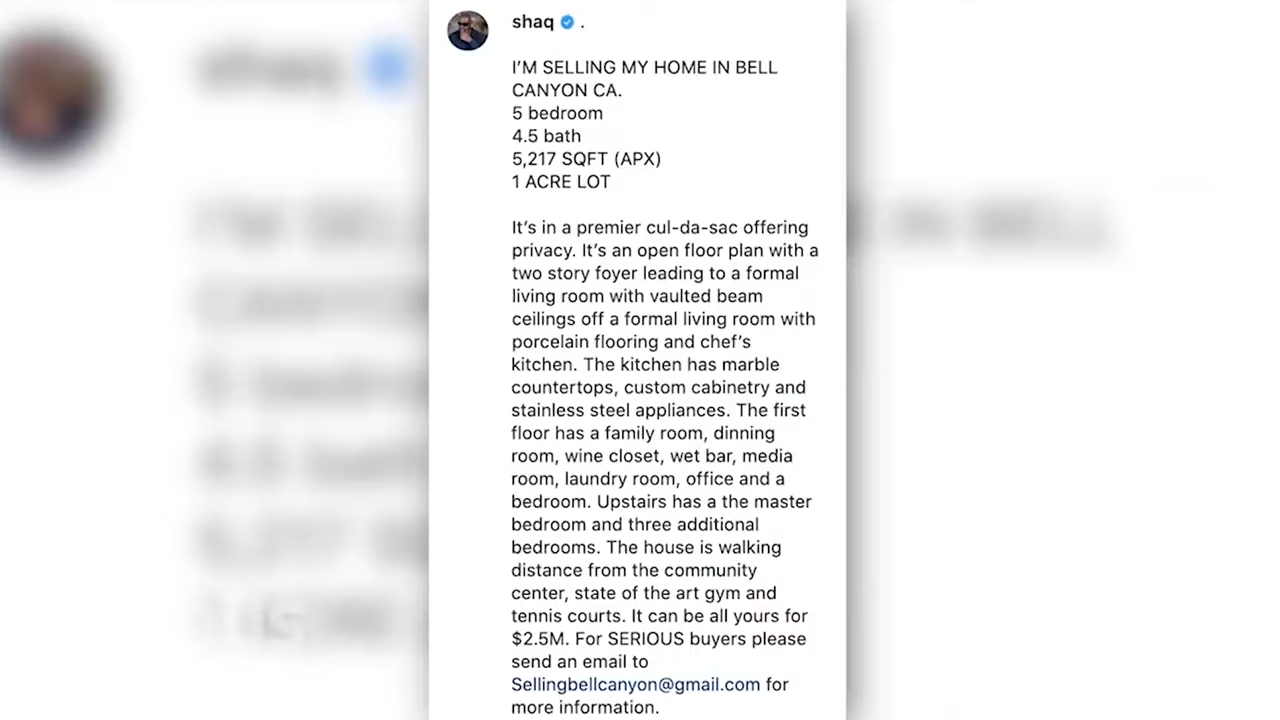 shaq .
I'M SELLING MY HOME IN BELL
CANYON CA.
5 bedroom
4.5 bath
5,217 SQFT (APX)
1 ACRE LOT
It's in a premier cul-da-sac offering
privacy. It's an open floor plan with a
two story foyer leading to a formal
living room with vaulted beam
ceilings off a formal living room with
porcelain flooring and chef's
kitchen. The kitchen has marble
countertops, custom cabinetry and
stainless steel appliances. The first
floor has a family room, dinning
room, wine closet, wet bar, media
room, laundry room, office and a
bedroom. Upstairs has a the master
bedroom and three additional
bedrooms. The house is walking
distance from the community
center, state of the art gym and
tennis courts. It can be all yours for
$2.5M. For SERIOUS buyers please
send an email to
Sellingbellcanyon@gmail.com for
more information.